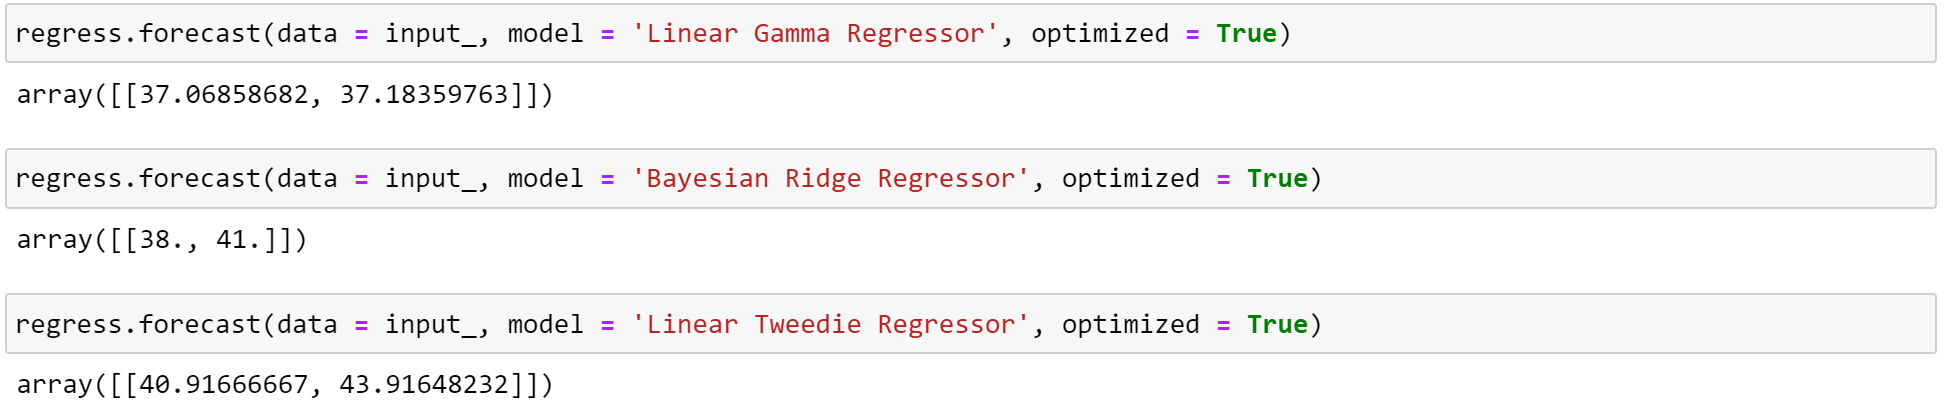 regress.forecast(data = input_, model = 'Linear Gamma Regressor', optimized = True)
array([[37.06858682, 37.18359763]])
regress.forecast(data = input_, model = 'Bayesian Ridge Regressor', optimized = True)
array([[38., 41.]])
regress.forecast(data = input_, model = 'Linear Tweedie Regressor', optimized = True)
array([[40.91666667, 43.91648232]])